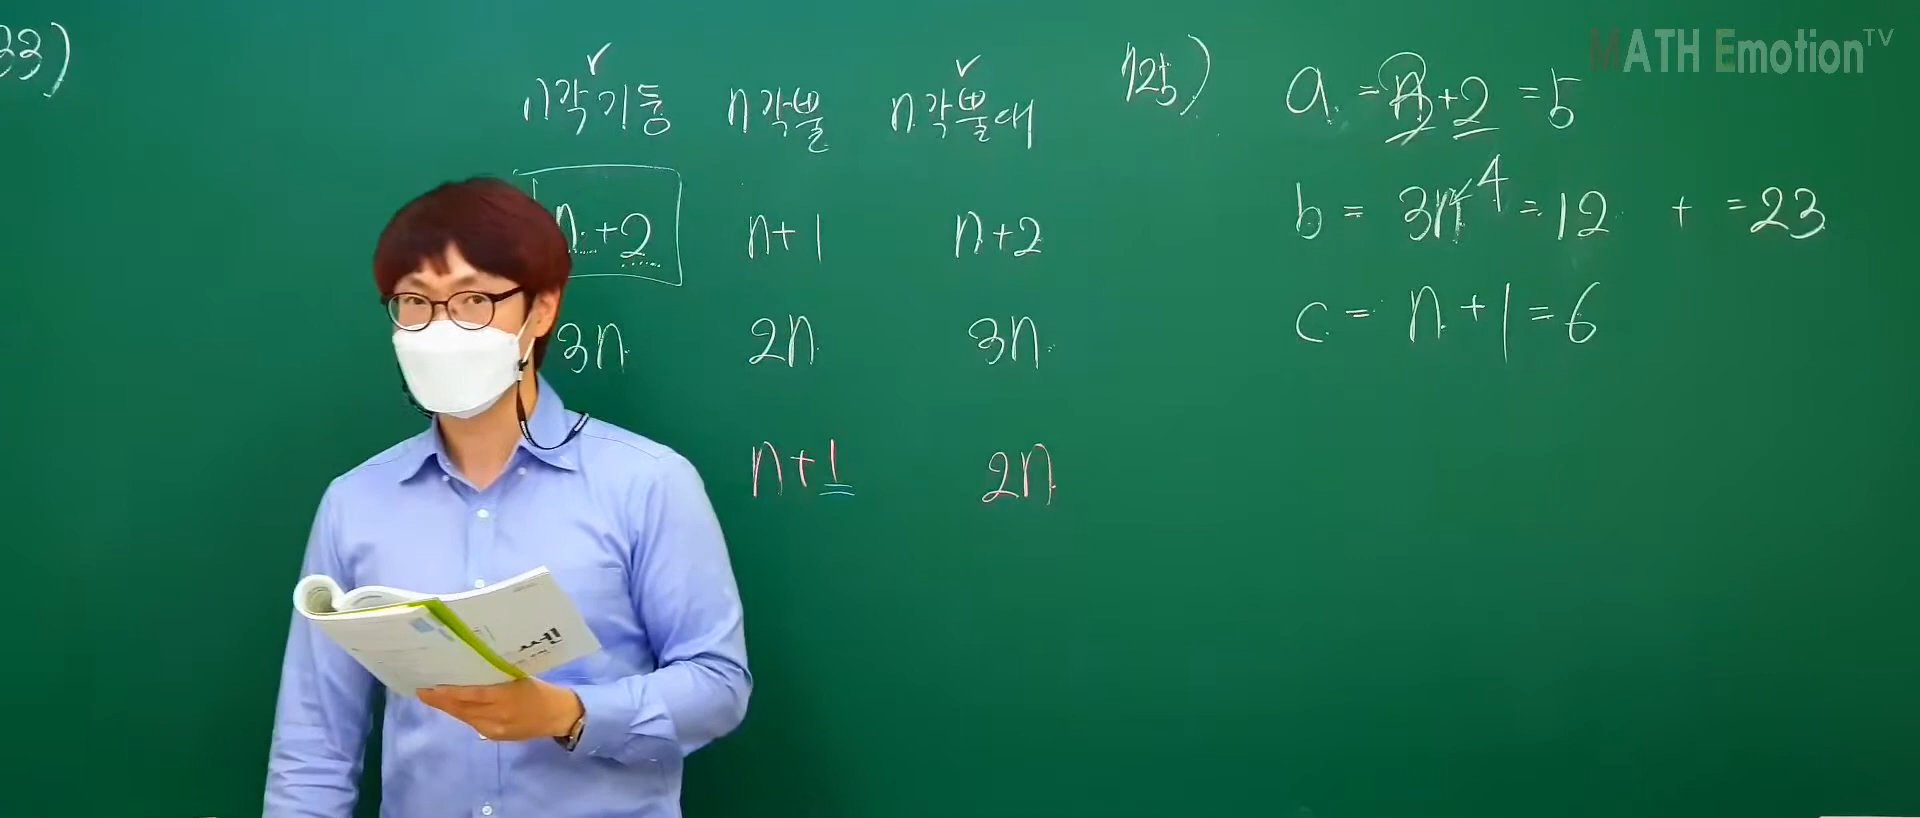 33)
n각기둥 n각뿔 n각뿔대
n+2 n+1 n+2
3n 2n 3n
n+1 2n
125)
a = n+2 = 5
b = 3n 4 = 12 + = 23
c = n+1 = 6
MATH Emotion TV
쎈